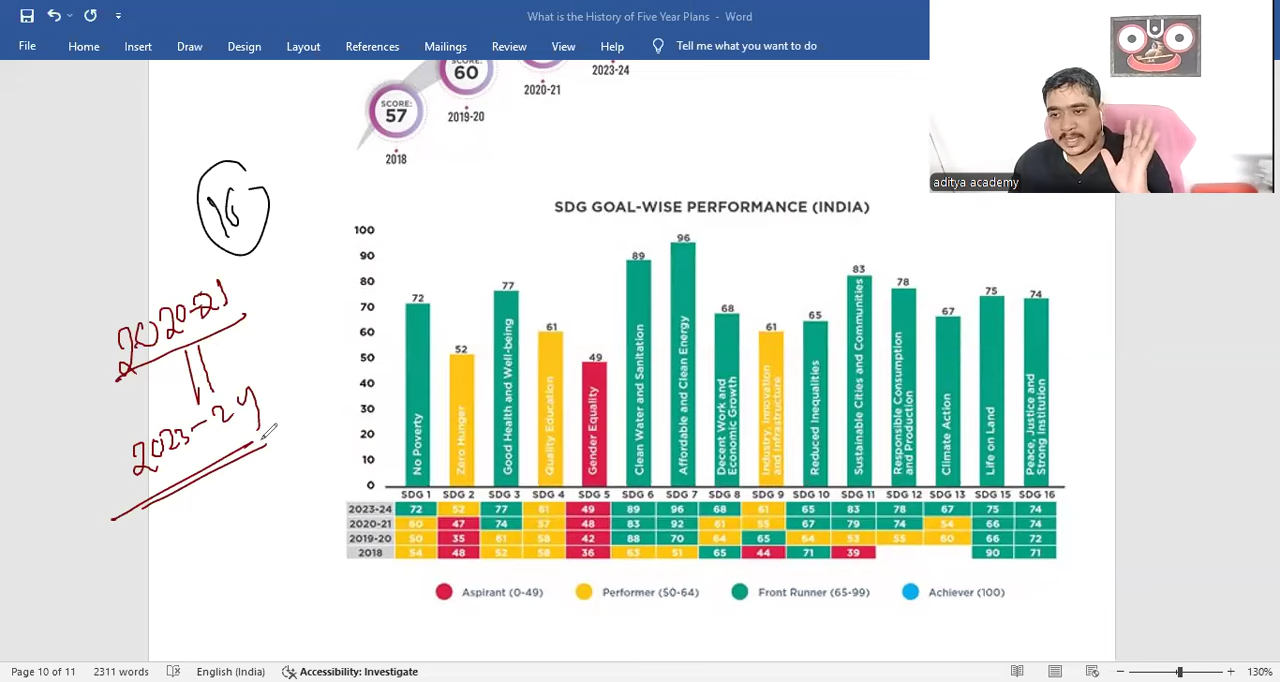 What is the History of Five Year Plans - Word
File Home Insert Draw Design Layout References Mailings Review View Help Tell me what you want to do
aditya academy
SCORE:
57
2018
SCORE:
60
2019-20
2020-21
2023-24
16
2020-21
2023-24
SDG GOAL-WISE PERFORMANCE (INDIA)
100
90
80
70
60
50
40
30
20
10
0
72 52 77 61 49 89 96 68 61 65 83 78 67 75 74
No Poverty
Zero Hunger
Good Health and Well-being
Quality Education
Gender Equality
Clean Water and Sanitation
Affordable and Clean Energy
Decent Work and
Economic Growth
Industry, Innovation
and Infrastructure
Reduced Inequalities
Sustainable Cities and Communities
Responsible Consumption
and Production
Climate Action
Life on Land
Peace, Justice and
Strong Institution
SDG 1 SDG 2 SDG 3 SDG 4 SDG 5 SDG 6 SDG 7 SDG 8 SDG 9 SDG 10 SDG 11 SDG 12 SDG 13 SDG 15 SDG 16
2023-24 72 52 77 61 49 89 96 68 61 65 83 78 67 75 74
2020-21 60 47 74 57 48 83 92 61 55 67 79 74 54 66 74
2019-20 50 35 61 58 42 88 70 64 65 64 53 55 60 66 72
2018 54 48 52 58 36 63 51 65 44 71 39 90 71
Aspirant (0-49) Performer (50-64) Front Runner (65-99) Achiever (100)
Page 10 of 11 2311 words English (India) Accessibility: Investigate 130%